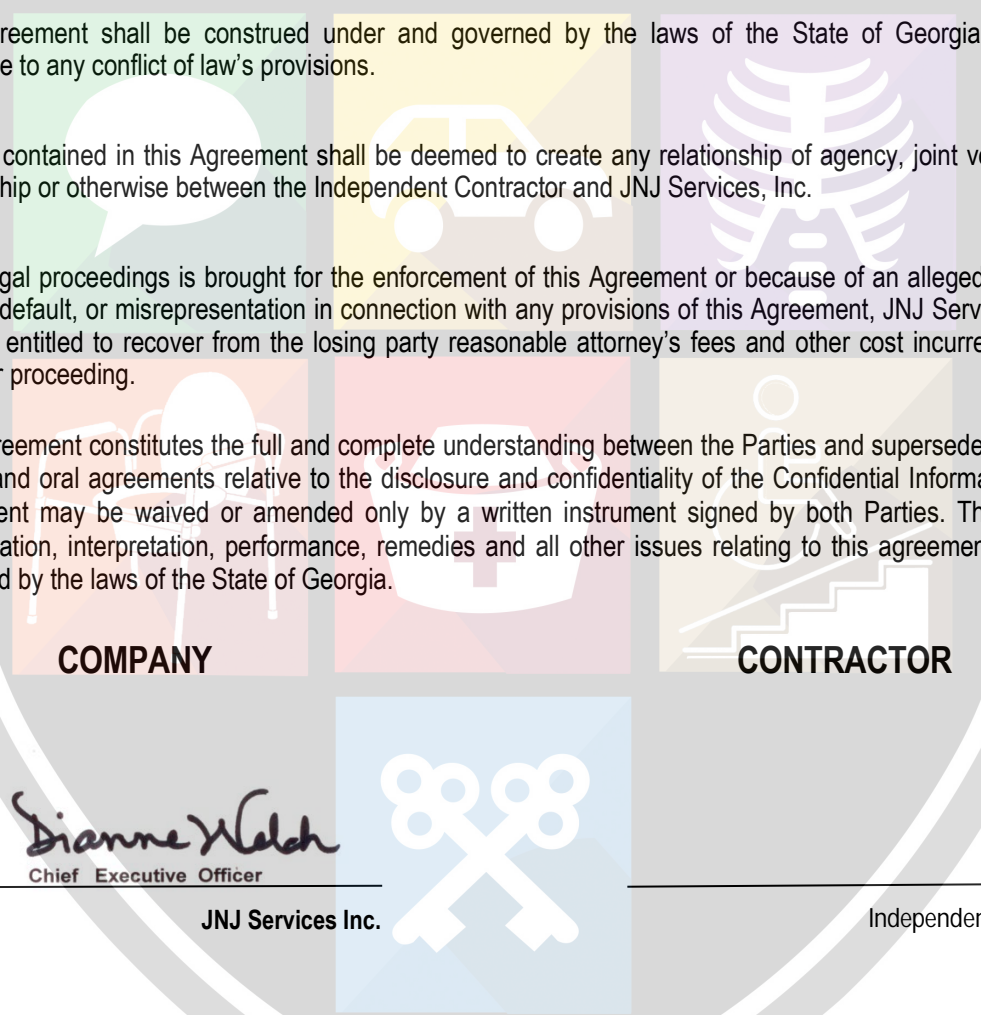 reement shall be construed under and governed by the laws of the State of Georgia
e to any conflict of law's provisions.
contained in this Agreement shall be deemed to create any relationship of agency, joint ve
hip or otherwise between the Independent Contractor and JNJ Services, Inc.
gal proceedings is brought for the enforcement of this Agreement or because of an alleged
default, or misrepresentation in connection with any provisions of this Agreement, JNJ Serv
entitled to recover from the losing party reasonable attorney's fees and other cost incurre
r proceeding.
reement constitutes the full and complete understanding between the Parties and supersede
and oral agreements relative to the disclosure and confidentiality of the Confidential Informa
ent may be waived or amended only by a written instrument signed by both Parties. Th
ation, interpretation, performance, remedies and all other issues relating to this agreemen
d by the laws of the State of Georgia.
COMPANY CONTRACTOR
Dianne Welch
Chief Executive Officer
JNJ Services Inc. Independen